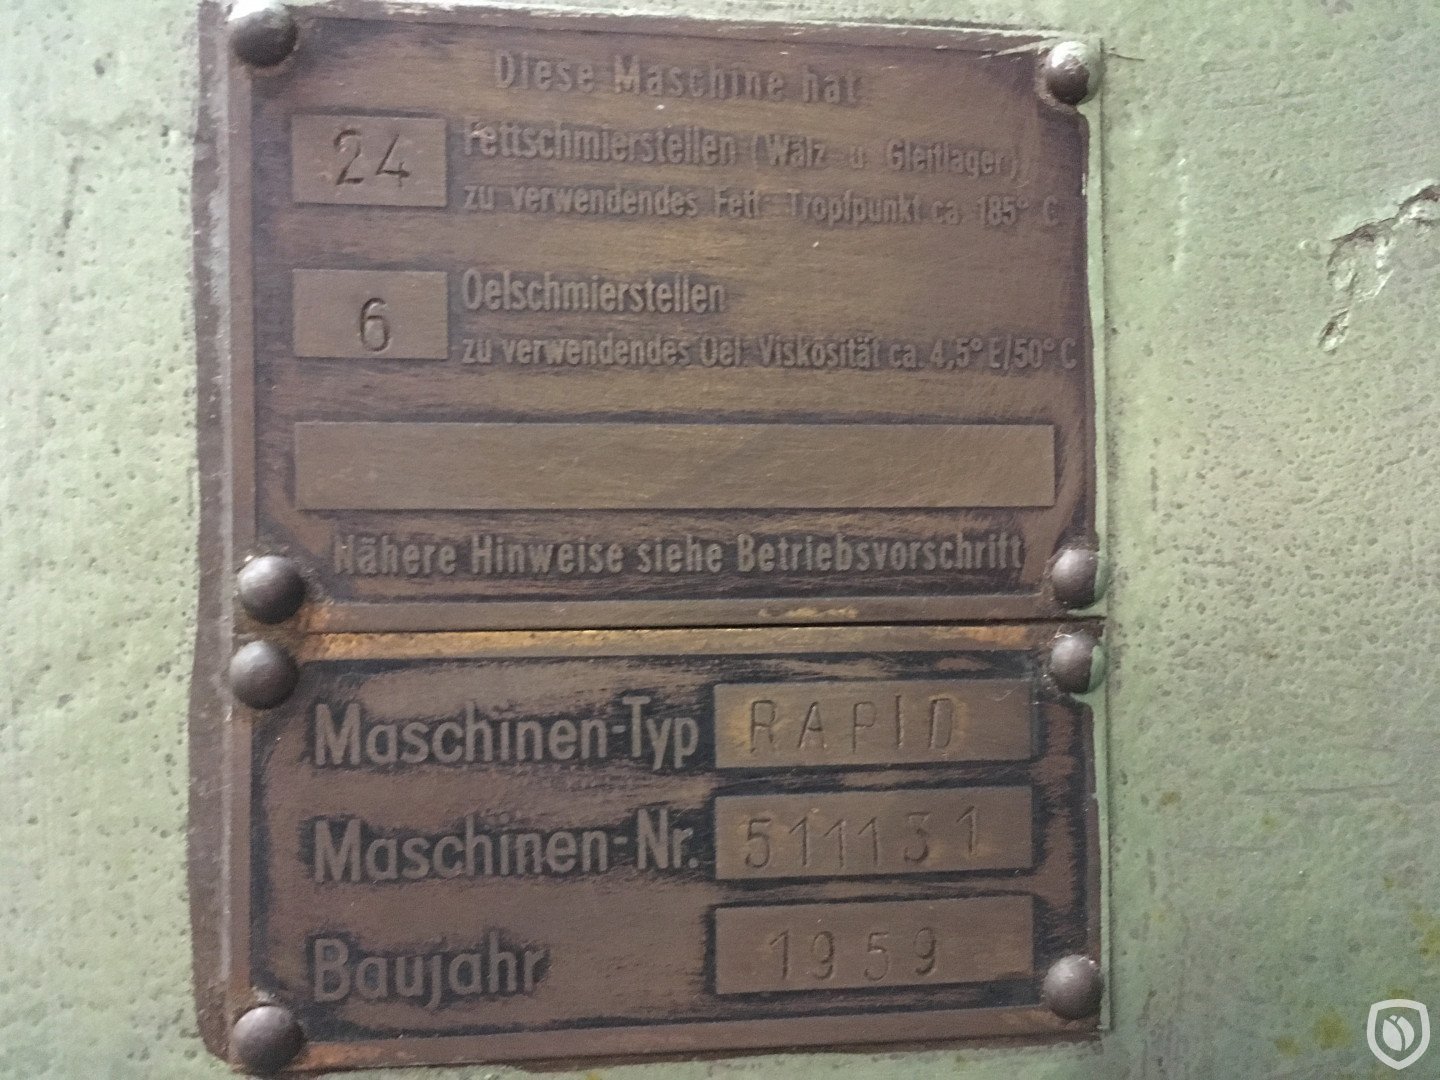 Diese Maschine hat
24 Fettschmierstellen (Wälz- u. Gleitlager),
zu verwendendes Fett: Tropfpunkt ca. 185° C
6 Oelschmierstellen
zu verwendendes Oel: Viskosität ca. 4,5° E/50° C
Nähere Hinweise siehe Betriebsvorschrift
Maschinen-Typ RAPID
Maschinen-Nr. 511131
Baujahr 1959